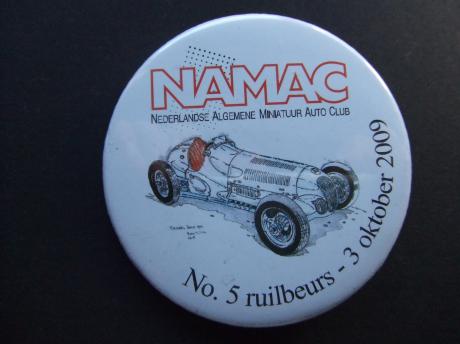 NAMAC
NEDERLANDSE ALGEMENE MINIATUUR AUTO CLUB
No. 5 ruilbeurs - 3 oktober 2009